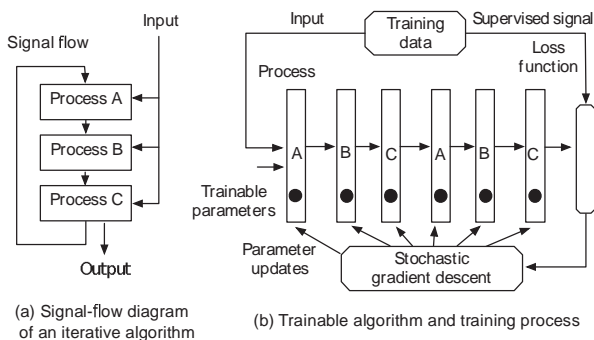 Input
Signal flow
Process A
Process B
Process C
Output
(a) Signal-flow diagram
of an iterative algorithm
Input
Training
data
Supervised signal
Loss
function
Process
A
B
C
A
B
C
Trainable
parameters
Parameter
updates
Stochastic
gradient descent
(b) Trainable algorithm and training process